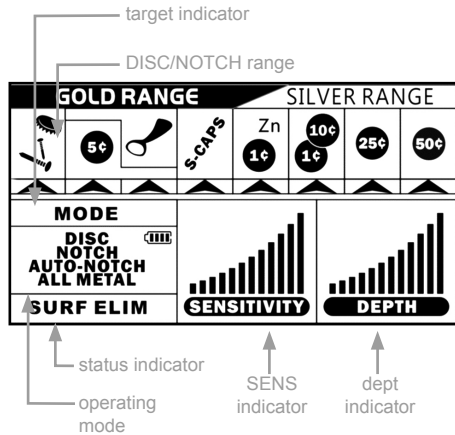 target indicator
DISC/NOTCH range
GOLD RANGE SILVER RANGE
5¢ S-CAPS Zn 1¢ 10¢ 1¢ 25¢ 50¢
MODE
DISC
NOTCH
AUTO-NOTCH
ALL METAL
SURF ELIM
SENSITIVITY
DEPTH
status indicator
operating
mode
SENS
indicator
dept
indicator